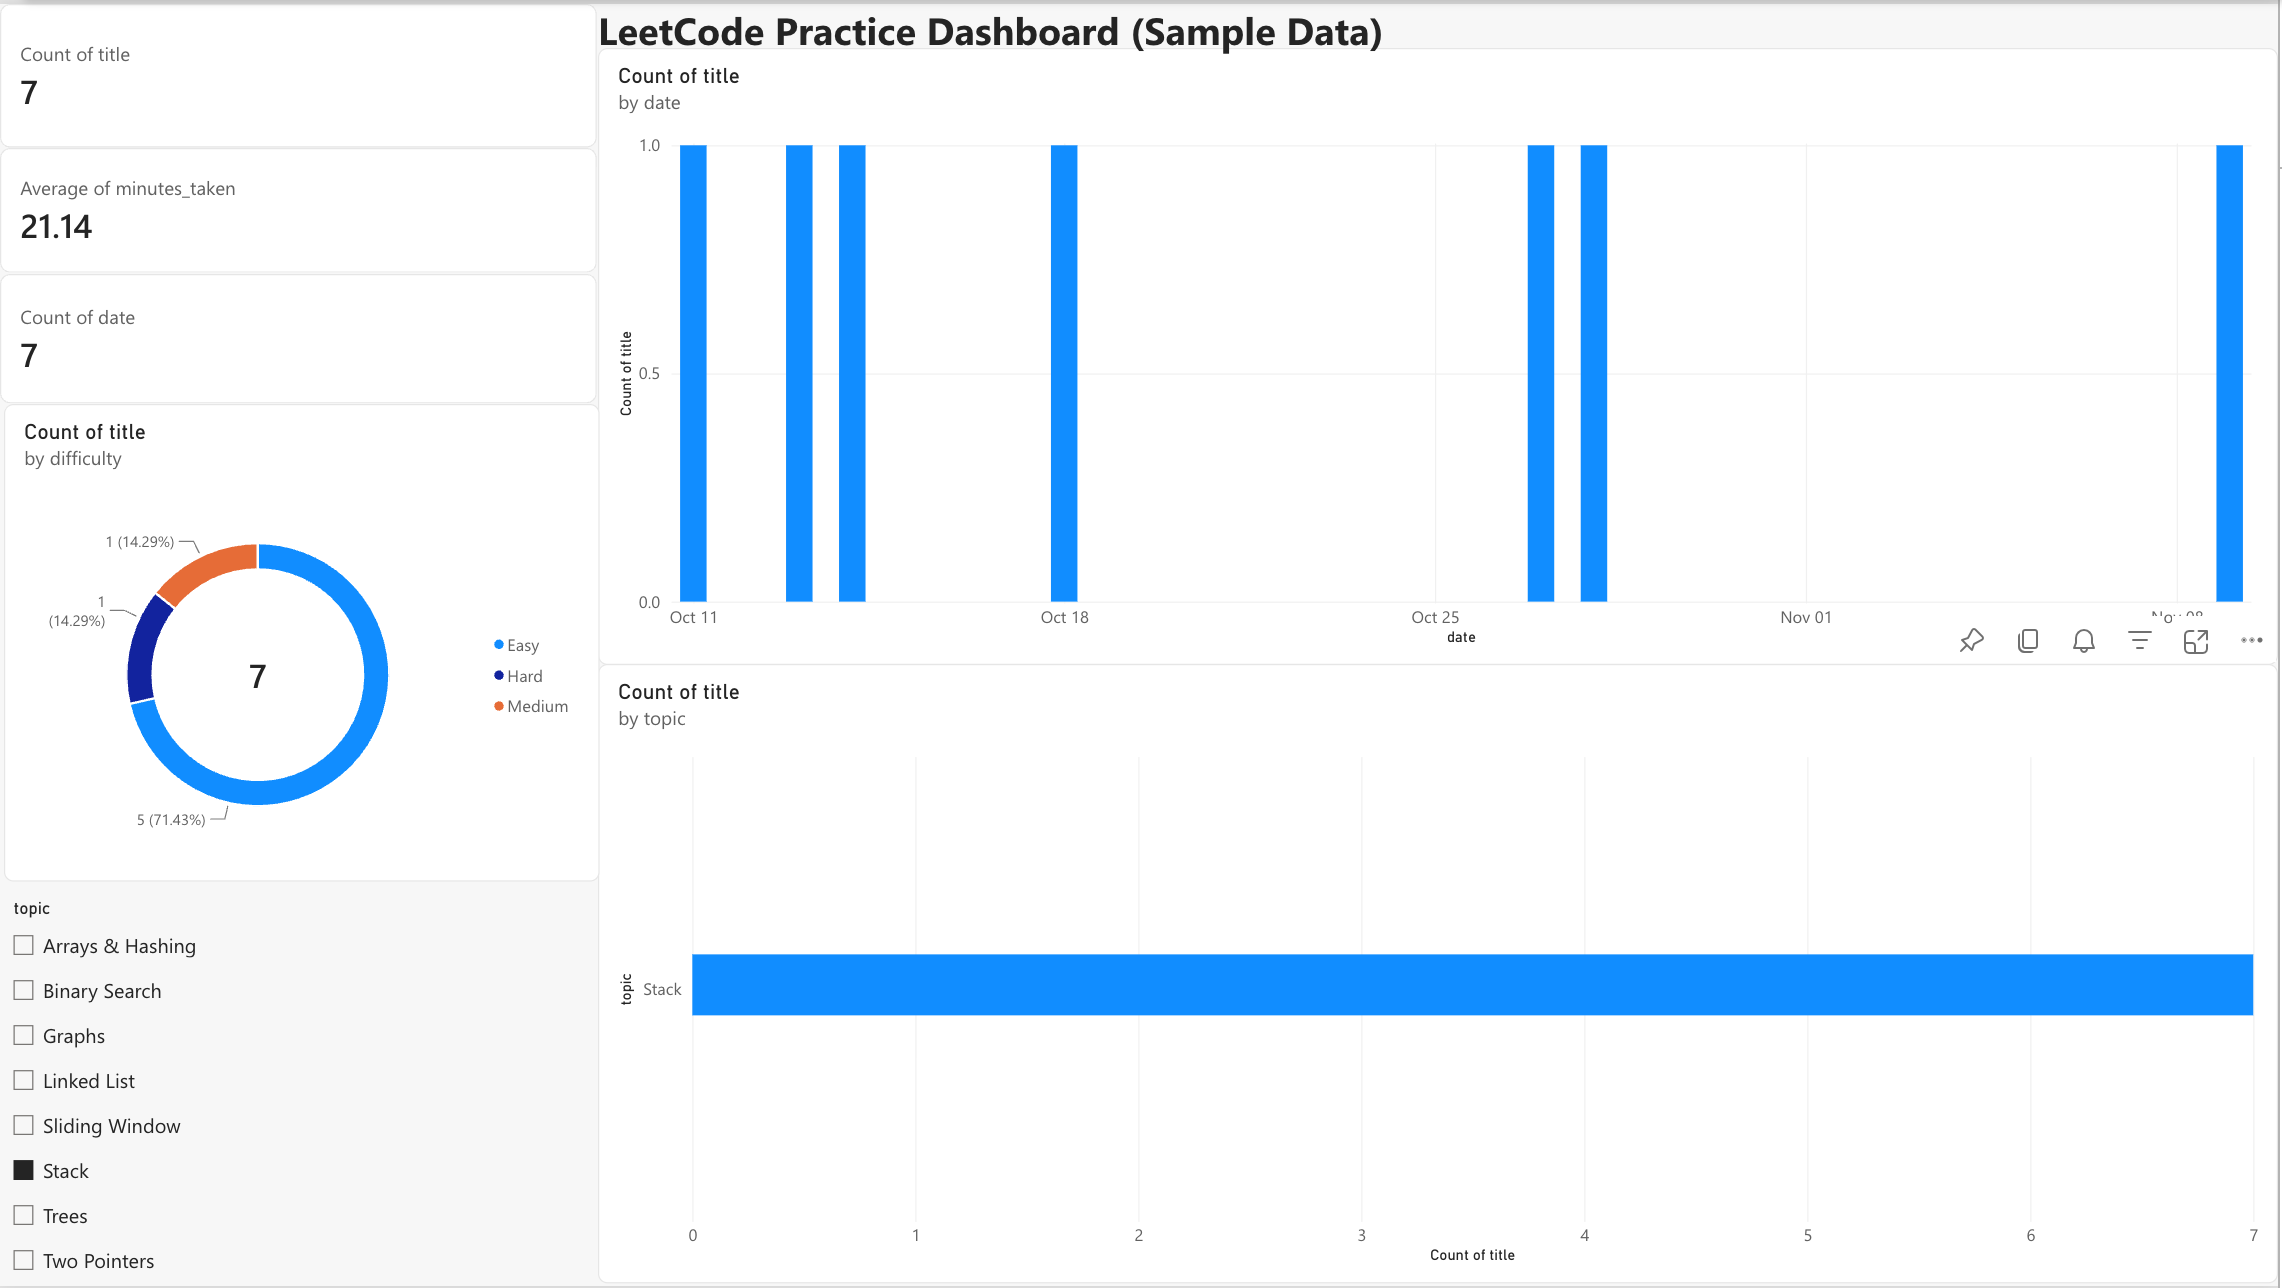 LeetCode Practice Dashboard (Sample Data)
Count of title
7
Average of minutes_taken
21.14
Count of date
7
Count of title
by difficulty
1 (14.29%)
1
(14.29%)
7
5 (71.43%)
Easy
Hard
Medium
topic
Arrays & Hashing
Binary Search
Graphs
Linked List
Sliding Window
Stack
Trees
Two Pointers
Count of title
by date
Count of title
1.0
0.5
0.0
Oct 11
Oct 18
Oct 25
Nov 01
Nov 08
date
Count of title
by topic
topic
Stack
0
1
2
3
4
5
6
7
Count of title